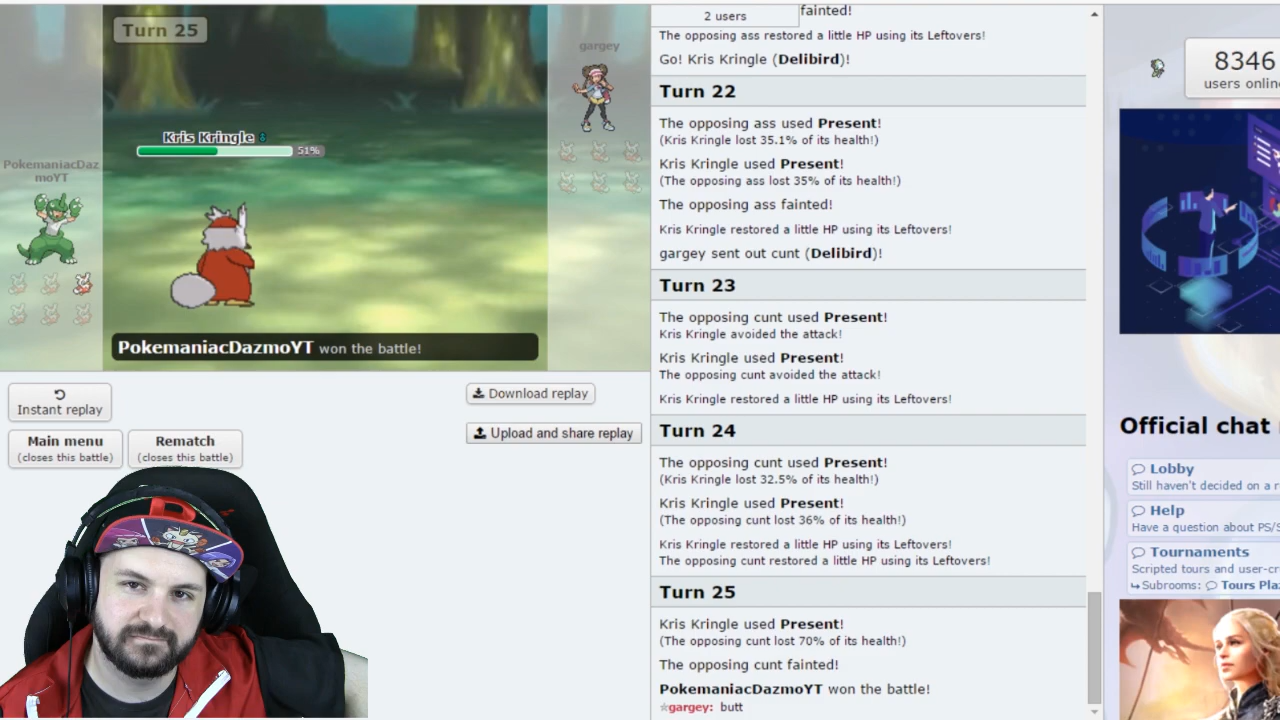 Turn 25
gargey
Kris Kringle
51%
PokemaniacDaz
moYT
PokemaniacDazmoYT won the battle!
Instant replay
Download replay
Upload and share replay
Main menu
(closes this battle)
Rematch
(closes this battle)
2 users
fainted!
The opposing ass restored a little HP using its Leftovers!
Go! Kris Kringle (Delibird)!
Turn 22
The opposing ass used Present!
(Kris Kringle lost 35.1% of its health!)
Kris Kringle used Present!
(The opposing ass lost 35% of its health!)
The opposing ass fainted!
Kris Kringle restored a little HP using its Leftovers!
gargey sent out cunt (Delibird)!
Turn 23
The opposing cunt used Present!
Kris Kringle avoided the attack!
Kris Kringle used Present!
The opposing cunt avoided the attack!
Kris Kringle restored a little HP using its Leftovers!
Turn 24
The opposing cunt used Present!
(Kris Kringle lost 32.5% of its health!)
Kris Kringle used Present!
(The opposing cunt lost 36% of its health!)
Kris Kringle restored a little HP using its Leftovers!
The opposing cunt restored a little HP using its Leftovers!
Turn 25
Kris Kringle used Present!
(The opposing cunt lost 70% of its health!)
The opposing cunt fainted!
PokemaniacDazmoYT won the battle!
☆gargey: butt
8346
users online
Official chat
Lobby
Still haven't decided on a r
Help
Have a question about PS/S
Tournaments
Scripted tours and user-cr
↳Subrooms: Tours Pla